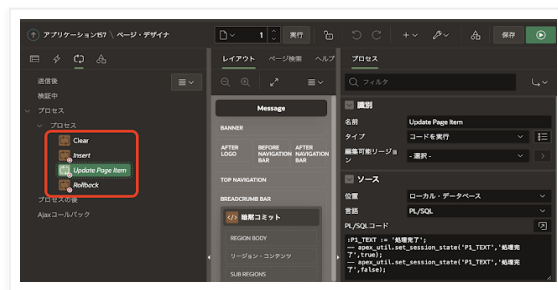 アプリケーション157 \ ページ・デザイナ
1
実行
保存
レイアウト ページ検索 ヘルプ
プロセス
送信後
検証中
プロセス
プロセス
Clear
Insert
Update Page Item
Rollback
プロセスの後
Ajaxコールバック
Message
BANNER
AFTER LOGO
BEFORE NAVIGATION BAR
AFTER NAVIGATION BAR
TOP NAVIGATION
BREADCRUMB BAR
暗黙コミット
REGION BODY
リージョン・コンテンツ
SUB REGIONS
フィルタ
識別
名前 Update Page Item
タイプ コードを実行
編集可能リージョン - 選択 -
ソース
位置 ローカル・データベース
言語 PL/SQL
PL/SQLコード
:P1_TEXT := '処理完了';
-- apex_util.set_session_state('P1_TEXT','処理完
了',true);
-- apex_util.set_session_state('P1_TEXT','処理完
了',false);